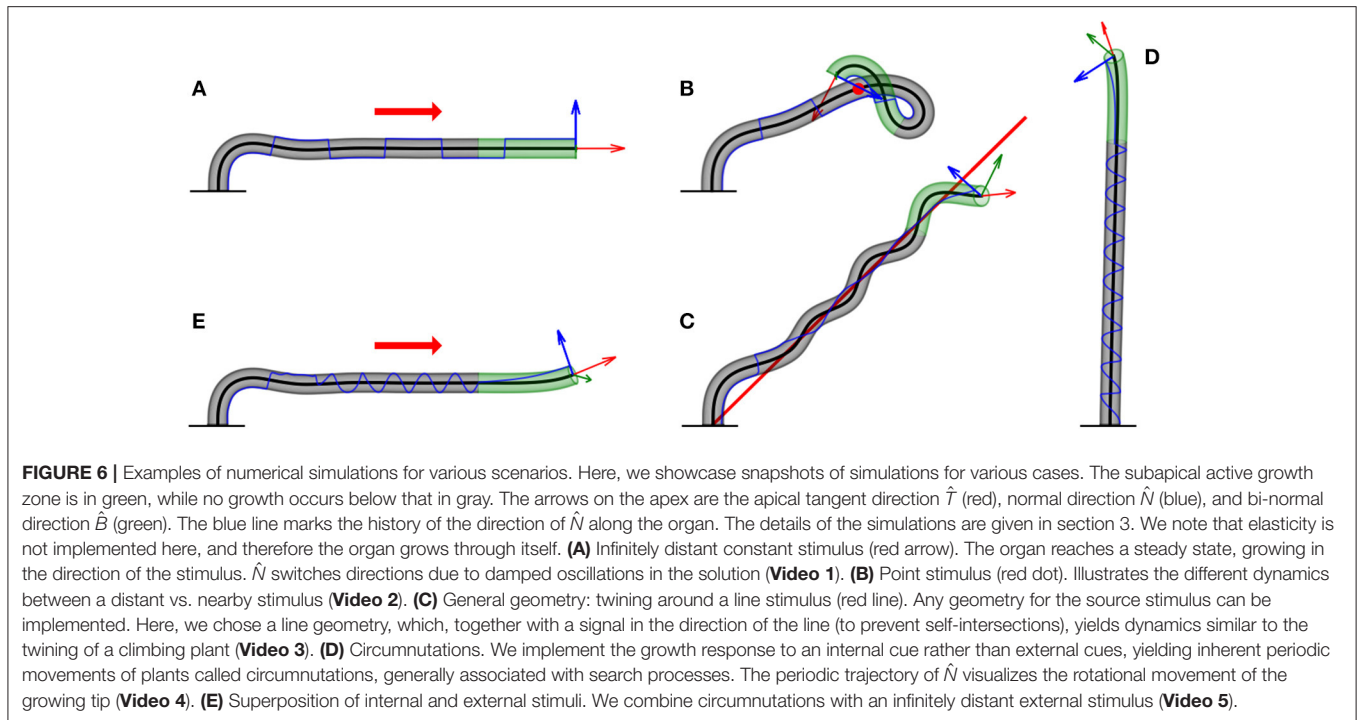 A
B
D
E
C
FIGURE 6 | Examples of numerical simulations for various scenarios. Here, we showcase snapshots of simulations for various cases. The subapical active growth
zone is in green, while no growth occurs below that in gray. The arrows on the apex are the apical tangent direction T̂ (red), normal direction N̂ (blue), and bi-normal
direction B̂ (green). The blue line marks the history of the direction of N̂ along the organ. The details of the simulations are given in section 3. We note that elasticity is
not implemented here, and therefore the organ grows through itself. (A) Infinitely distant constant stimulus (red arrow). The organ reaches a steady state, growing in
the direction of the stimulus. N̂ switches directions due to damped oscillations in the solution (Video 1). (B) Point stimulus (red dot). Illustrates the different dynamics
between a distant vs. nearby stimulus (Video 2). (C) General geometry: twining around a line stimulus (red line). Any geometry for the source stimulus can be
implemented. Here, we chose a line geometry, which, together with a signal in the direction of the line (to prevent self-intersections), yields dynamics similar to the
twining of a climbing plant (Video 3). (D) Circumnutations. We implement the growth response to an internal cue rather than external cues, yielding inherent periodic
movements of plants called circumnutations, generally associated with search processes. The periodic trajectory of N̂ visualizes the rotational movement of the
growing tip (Video 4). (E) Superposition of internal and external stimuli. We combine circumnutations with an infinitely distant external stimulus (Video 5).